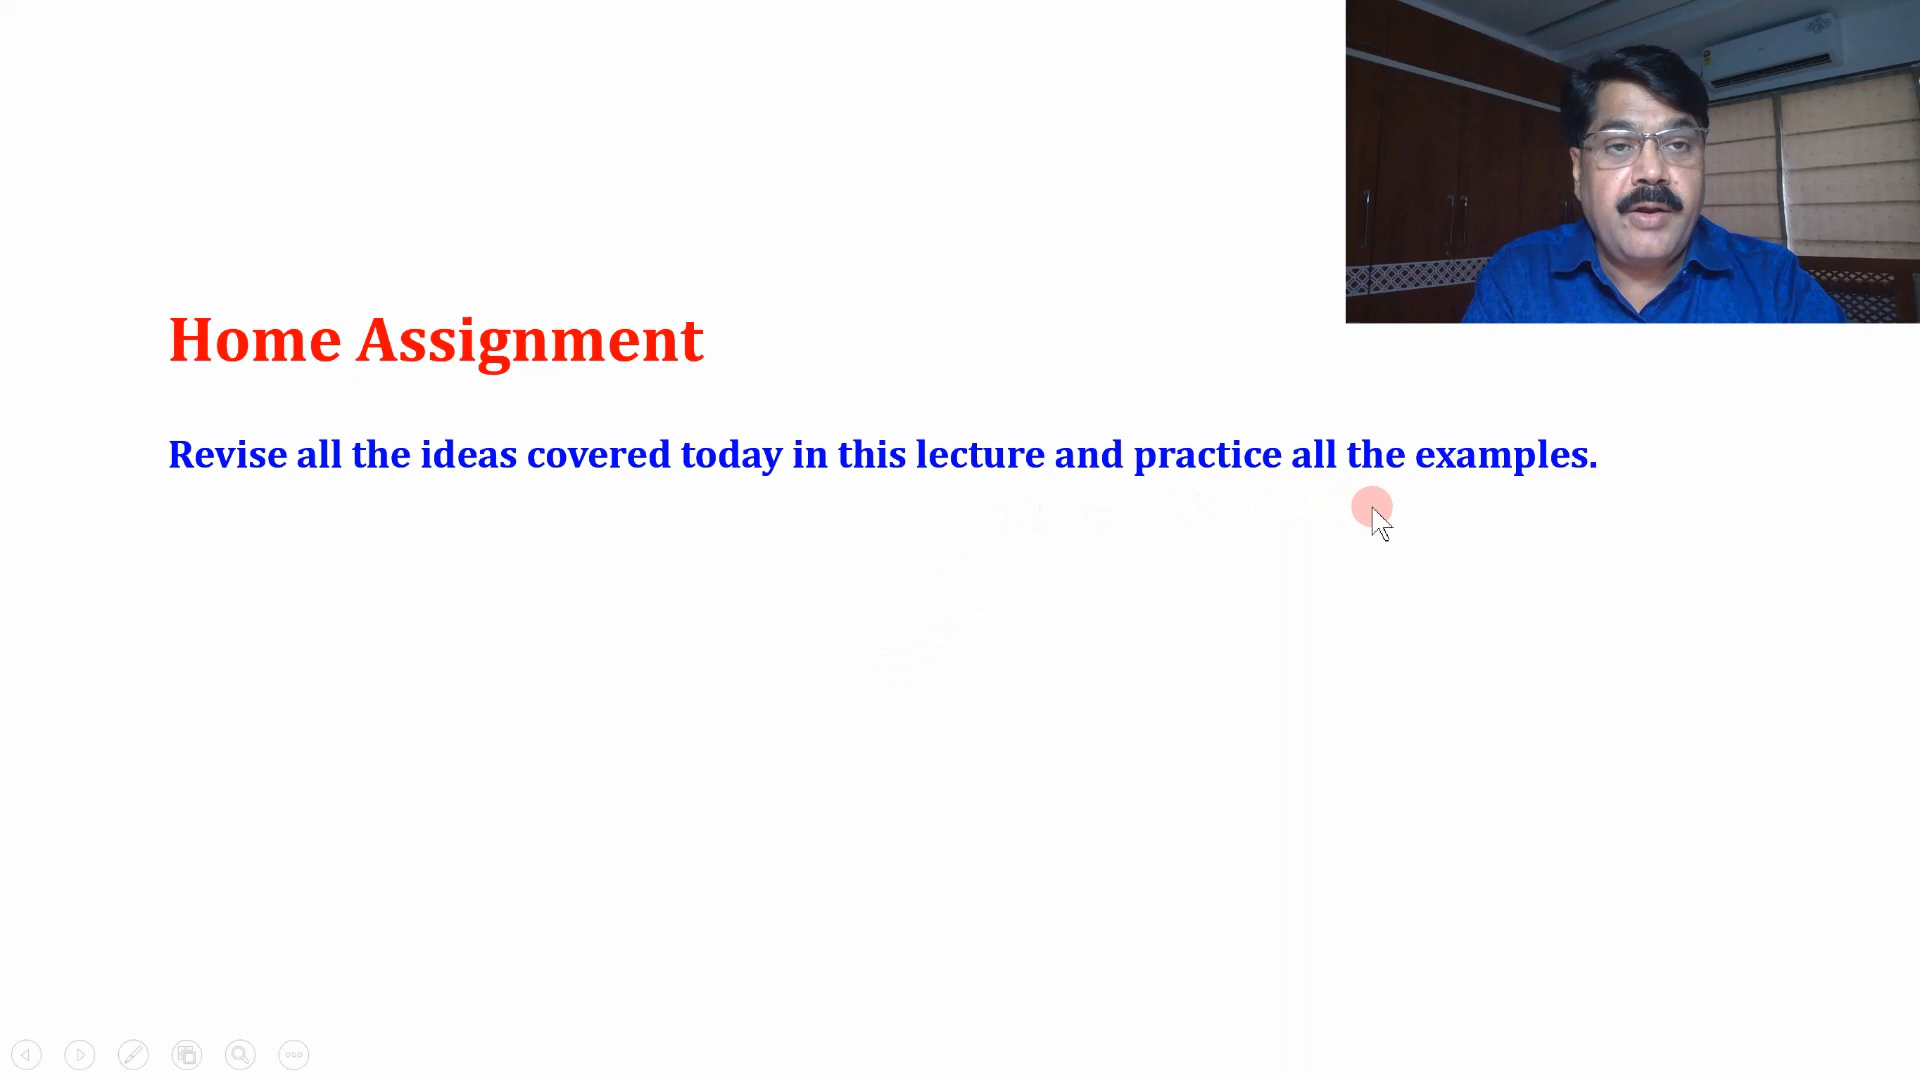 Home Assignment
Revise all the ideas covered today in this lecture and practice all the examples.